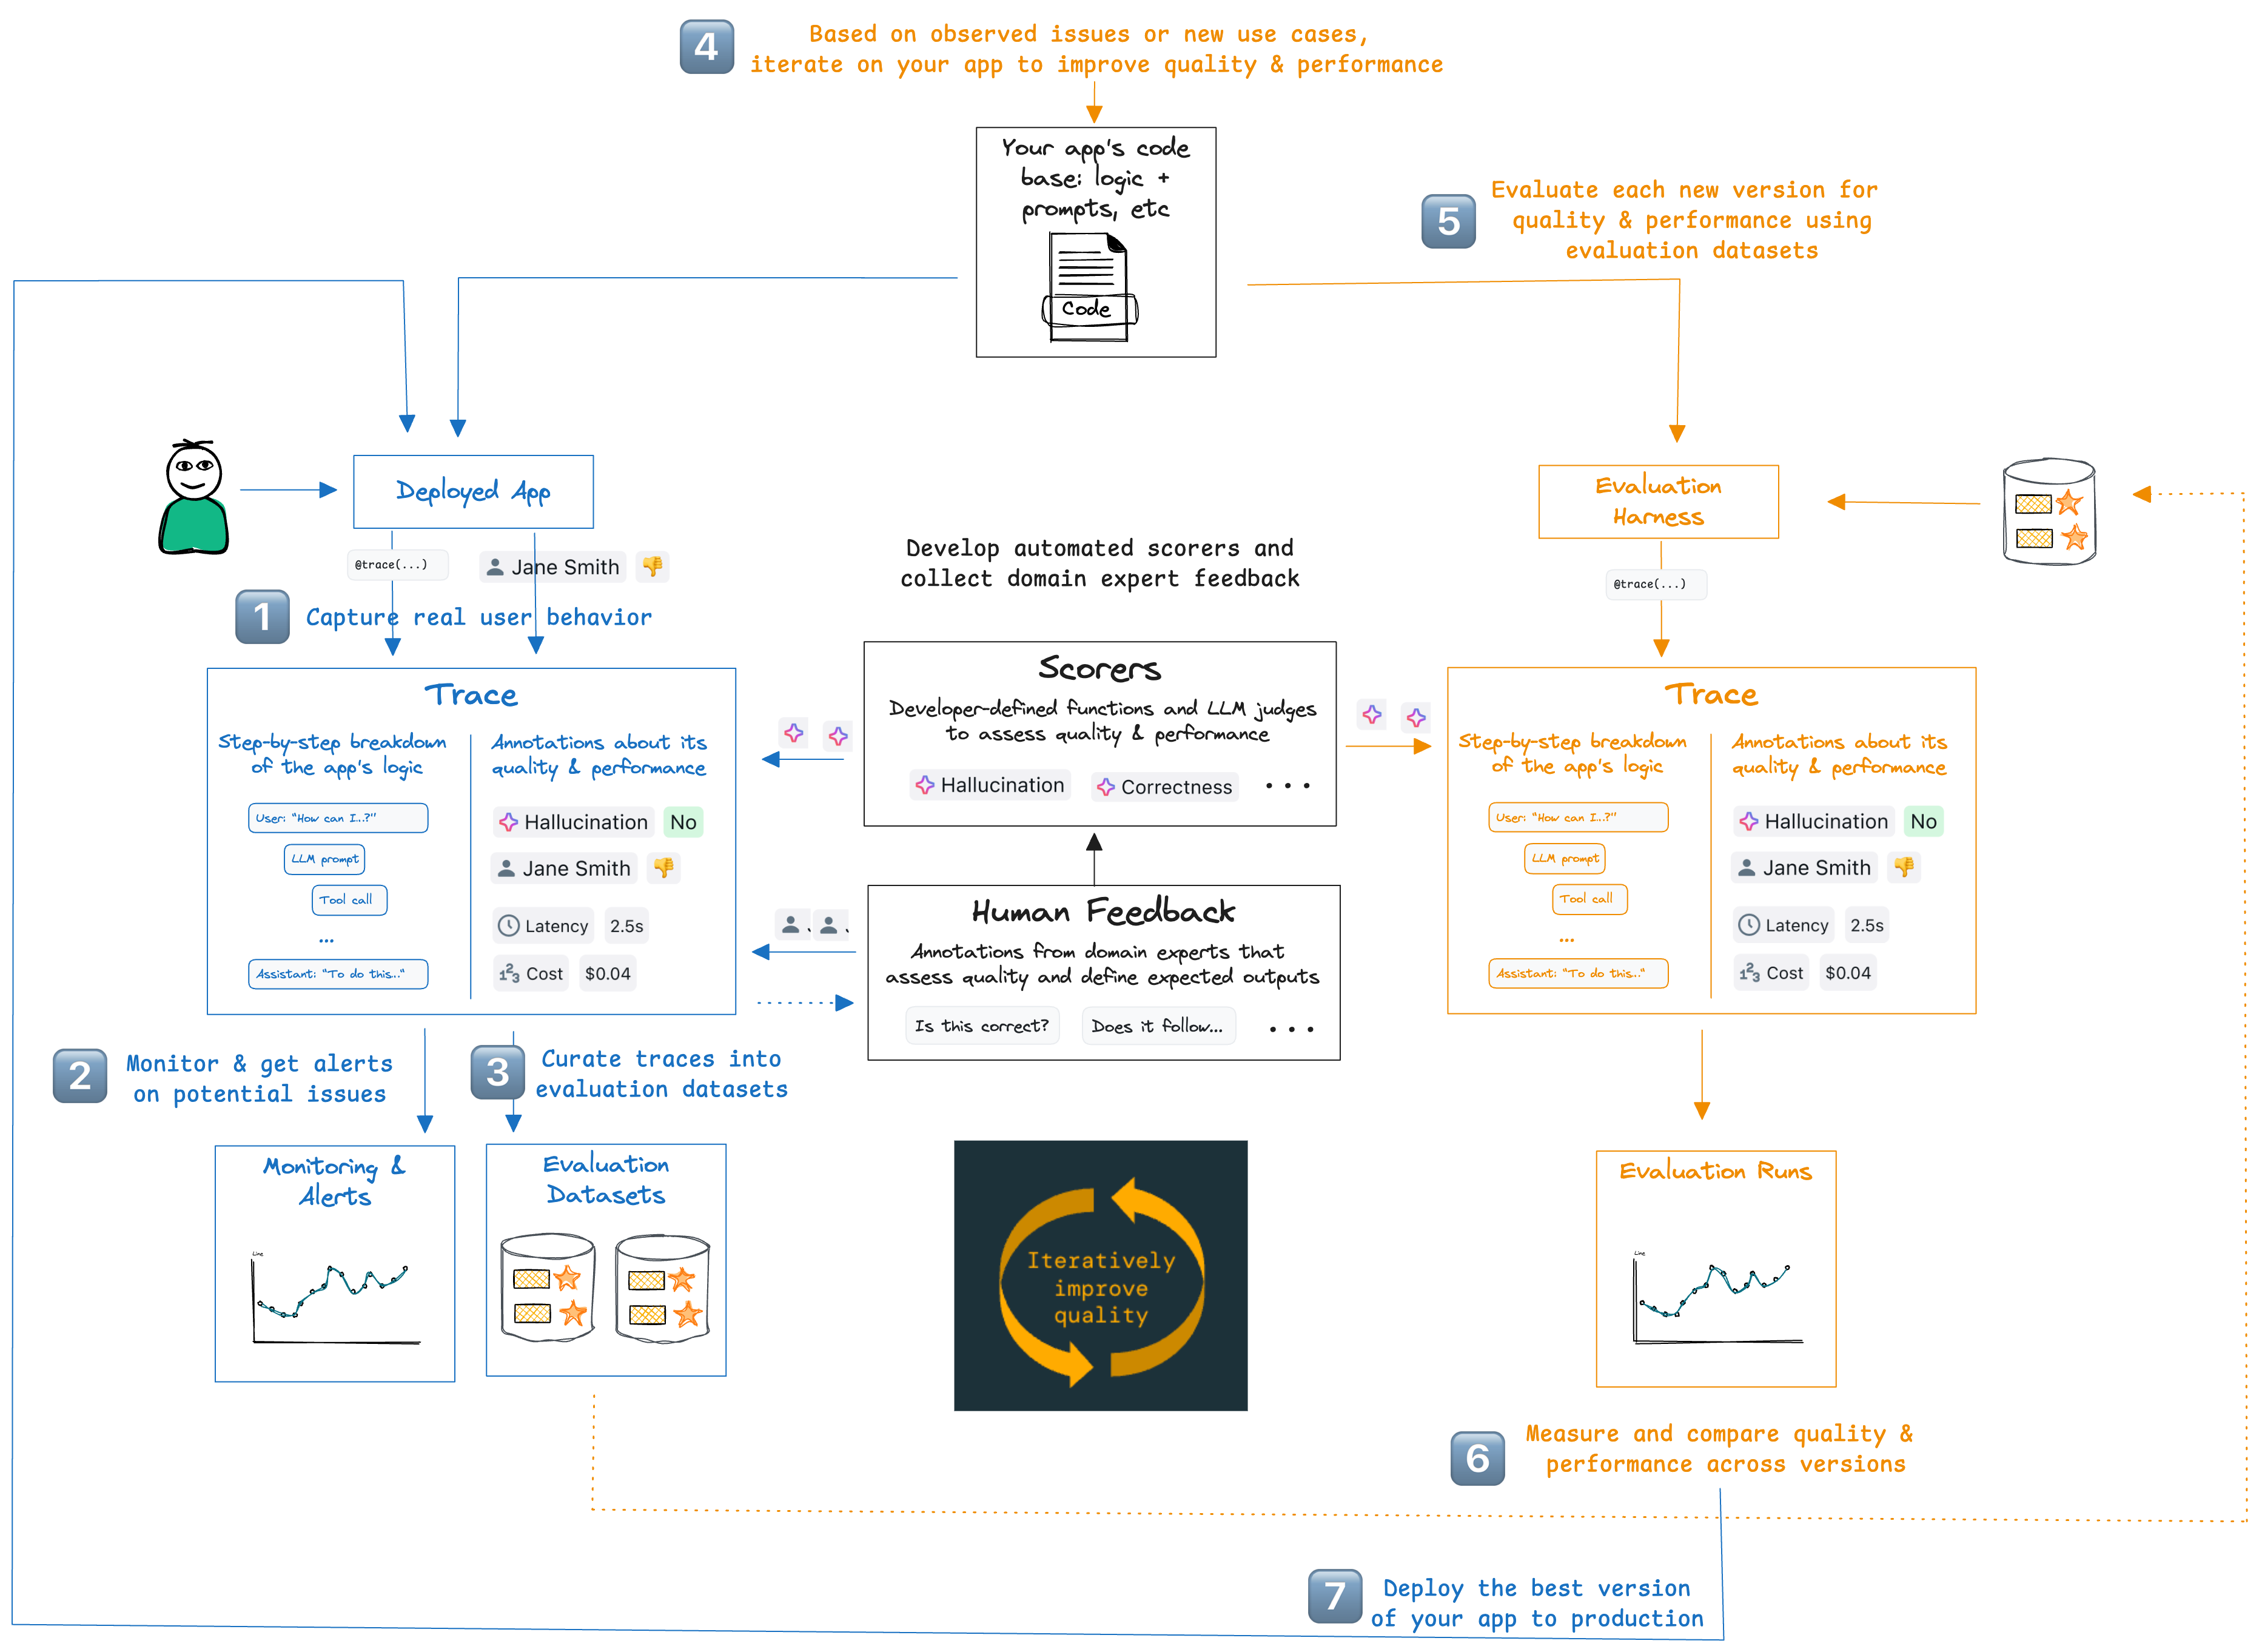 4
Based on observed issues or new use cases,
iterate on your app to improve quality & performance
Your app's code
base: logic +
prompts, etc
Code
5
Evaluate each new version for
quality & performance using
evaluation datasets
Deployed App
@trace(...)
Jane Smith
1
Capture real user behavior
Trace
Step-by-step breakdown
of the app's logic
User: "How can I...?"
LLM prompt
Tool call
...
Assistant: "To do this..."
Annotations about its
quality & performance
Hallucination No
Jane Smith
Latency 2.5s
Cost $0.04
Develop automated scorers and
collect domain expert feedback
Scorers
Developer-defined functions and LLM judges
to assess quality & performance
Hallucination Correctness ...
Human Feedback
Annotations from domain experts that
assess quality and define expected outputs
Is this correct? Does it follow... ...
Evaluation
Harness
@trace(...)
Trace
Step-by-step breakdown
of the app's logic
User: "How can I...?"
LLM prompt
Tool call
...
Assistant: "To do this..."
Annotations about its
quality & performance
Hallucination No
Jane Smith
Latency 2.5s
Cost $0.04
2
Monitor & get alerts
on potential issues
3
Curate traces into
evaluation datasets
Monitoring &
Alerts
Line
Evaluation
Datasets
Iteratively
improve
quality
Evaluation Runs
Line
6
Measure and compare quality &
performance across versions
7
Deploy the best version
of your app to production